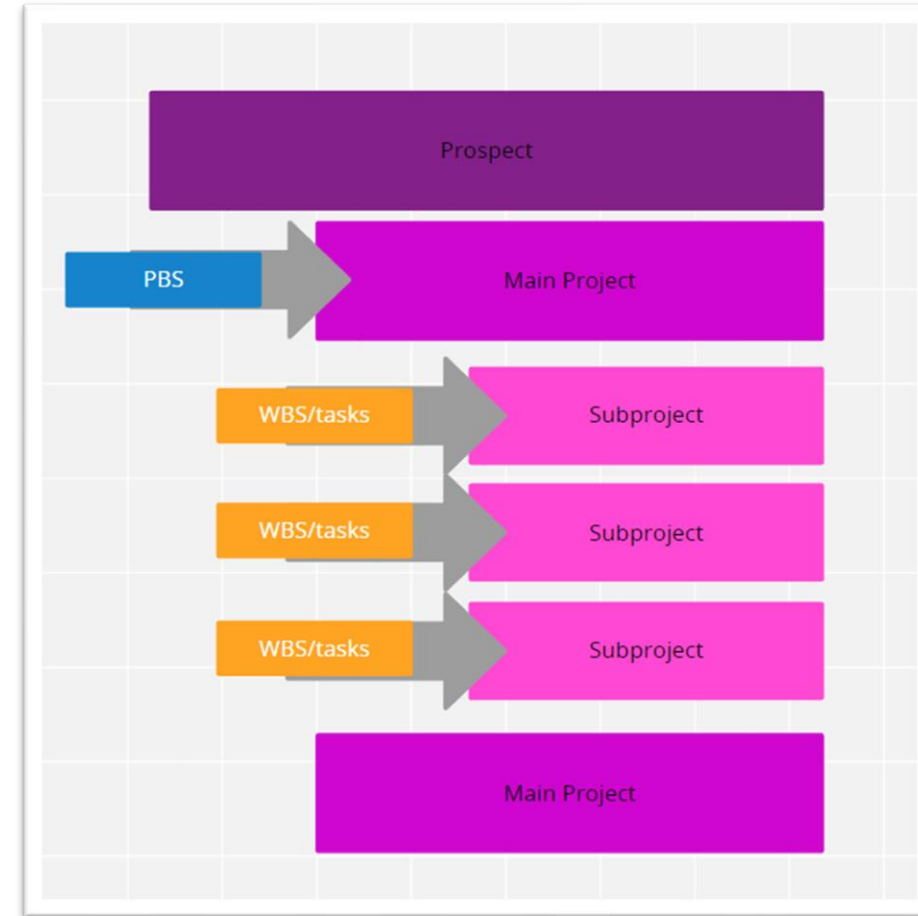 Prospect
PBS
Main Project
WBS/tasks
Subproject
WBS/tasks
Subproject
WBS/tasks
Subproject
Main Project